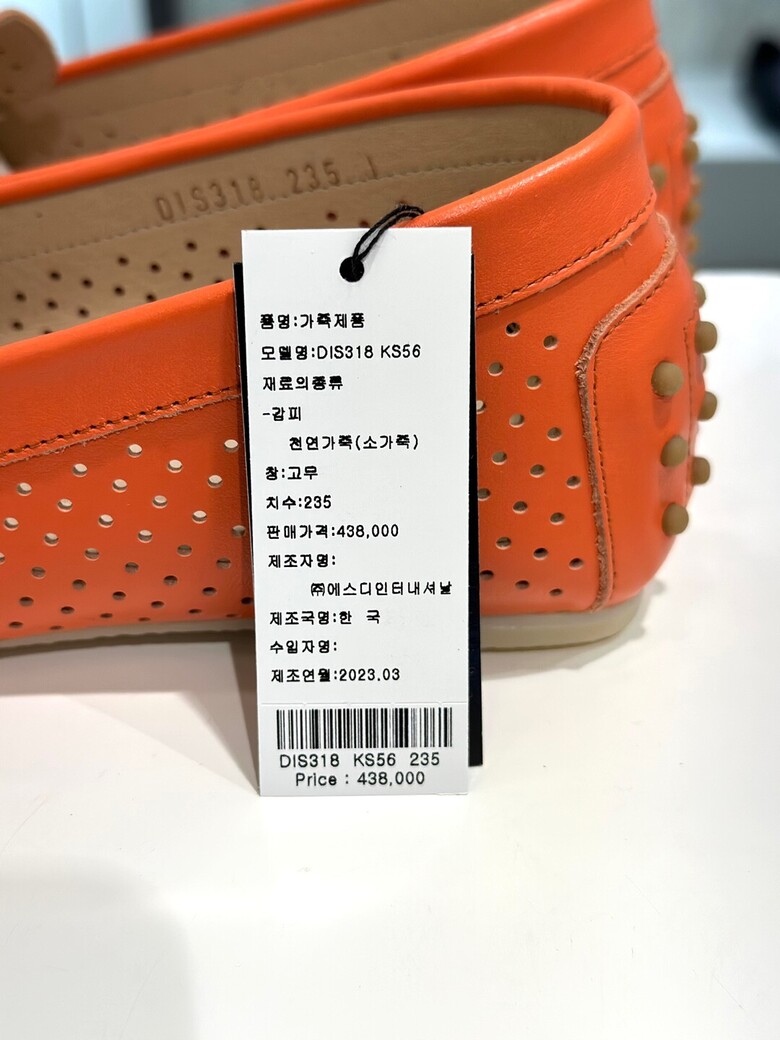 DIS318 235 I
품명:가죽제품
모델명:DIS318 KS56
재료의종류
-감피
천연가죽(소가죽)
창:고무
치수:235
판매가격:438,000
제조자명:
㈜에스디인터내셔날
제조국명:한 국
수입자명:
제조연월:2023.03
DIS318 KS56 235
Price : 438,000